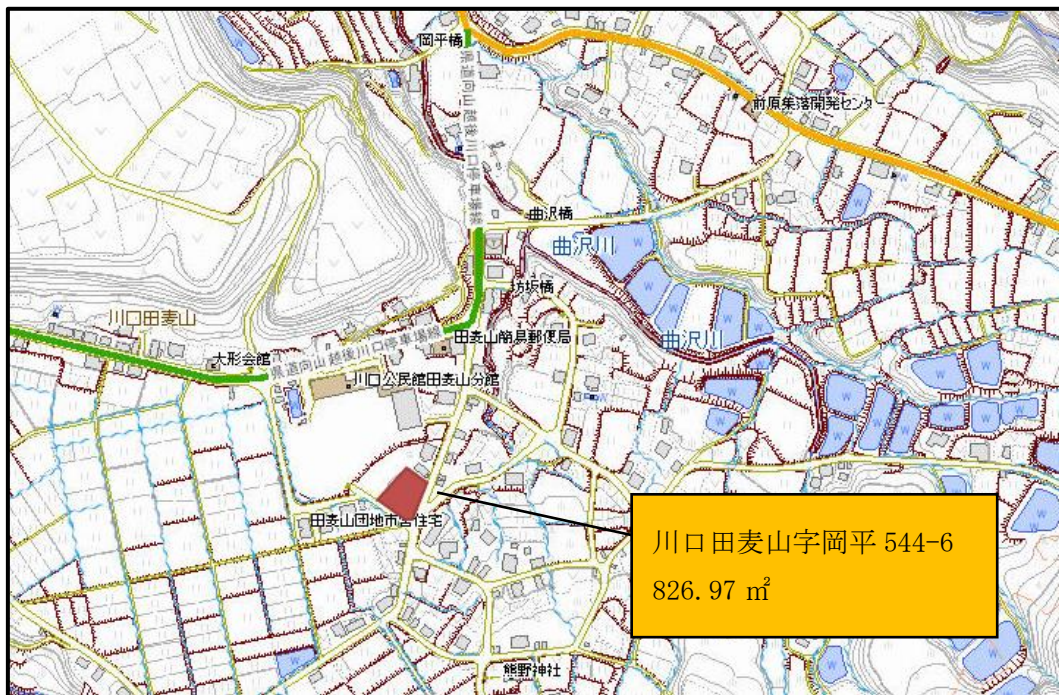 岡平橋
県道向山越後川口停車場線
前原集落開発センター
曲沢橋
曲沢川
坊坂橋
川口田麦山
田麦山簡易郵便局
曲沢川
大形会館
県道向山越後川口停車場線
川口公民館田麦山分館
田麦山団地市営住宅
川口田麦山字岡平 544-6
826.97 ㎡
熊野神社